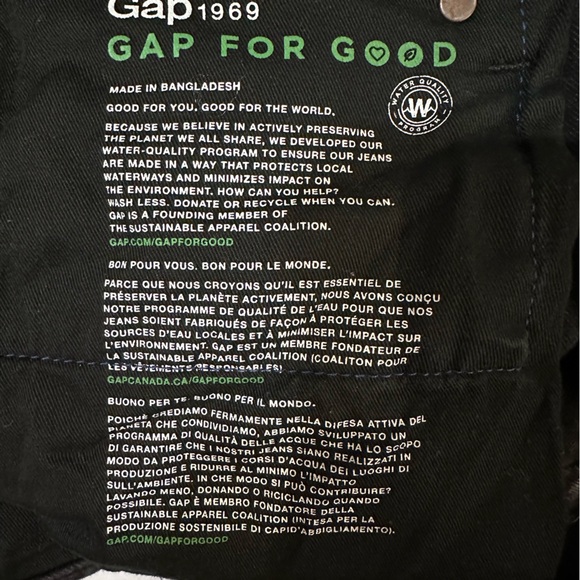 Gap 1969
GAP FOR GOOD
MADE IN BANGLADESH
WATER QUALITY
W
PROGRAM
GOOD FOR YOU. GOOD FOR THE WORLD.
BECAUSE WE BELIEVE IN ACTIVELY PRESERVING
THE PLANET WE ALL SHARE, WE DEVELOPED OUR
WATER-QUALITY PROGRAM TO ENSURE OUR JEANS
ARE MADE IN A WAY THAT PROTECTS LOCAL
WATERWAYS AND MINIMIZES IMPACT ON
THE ENVIRONMENT. HOW CAN YOU HELP?
WASH LESS. DONATE OR RECYCLE WHEN YOU CAN.
GAP IS A FOUNDING MEMBER OF
THE SUSTAINABLE APPAREL COALITION.
GAP.COM/GAPFORGOOD
BON POUR VOUS. BON POUR LE MONDE.
PARCE QUE NOUS CROYONS QU'IL EST ESSENTIEL DE
PRÉSERVER LA PLANÈTE ACTIVEMENT, NOUS AVONS CONÇU
NOTRE PROGRAMME DE QUALITÉ DE L'EAU POUR QUE NOS
JEANS SOIENT FABRIQUÉS DE FAÇON À PROTÉGER LES
SOURCES D'EAU LOCALES ET À MINIMISER L'IMPACT SUR
L'ENVIRONNEMENT. GAP EST UN MEMBRE FONDATEUR DE
LA SUSTAINABLE APPAREL COALITION (COALITON POUR
LES VÊTEMENTS RESPONSABLES)
GAPCANADA.CA/GAPFORGOOD
BUONO PER TE. BUONO PER IL MONDO.
POICHÉ CREDIAMO FERMAMENTE NELLA DIFESA ATTIVA DEL
PIANETA CHE CONDIVIDIAMO, ABBIAMO SVILUPPATO UN
PROGRAMMA DI QUALITÀ DELLE ACQUE CHE HA LO SCOPO
DI GARANTIRE CHE I NOSTRI JEANS SIANO REALIZZATI IN
MODO DA PROTEGGERE I CORSI D'ACQUA DEI LUOGHI DI
PRODUZIONE E RIDURRE AL MINIMO L'IMPATTO
SULL'AMBIENTE. IN CHE MODO SI PUÒ CONTRIBUIRE?
LAVANDO MENO, DONANDO O RICICLANDO QUANDO
POSSIBILE. GAP È MEMBRO FONDATORE DELLA
SUSTAINABLE APPAREL COALITION (INTESA PER LA
PRODUZIONE SOSTENIBILE DI CAPI D'ABBIGLIAMENTO).
GAP.COM/GAPFORGOOD